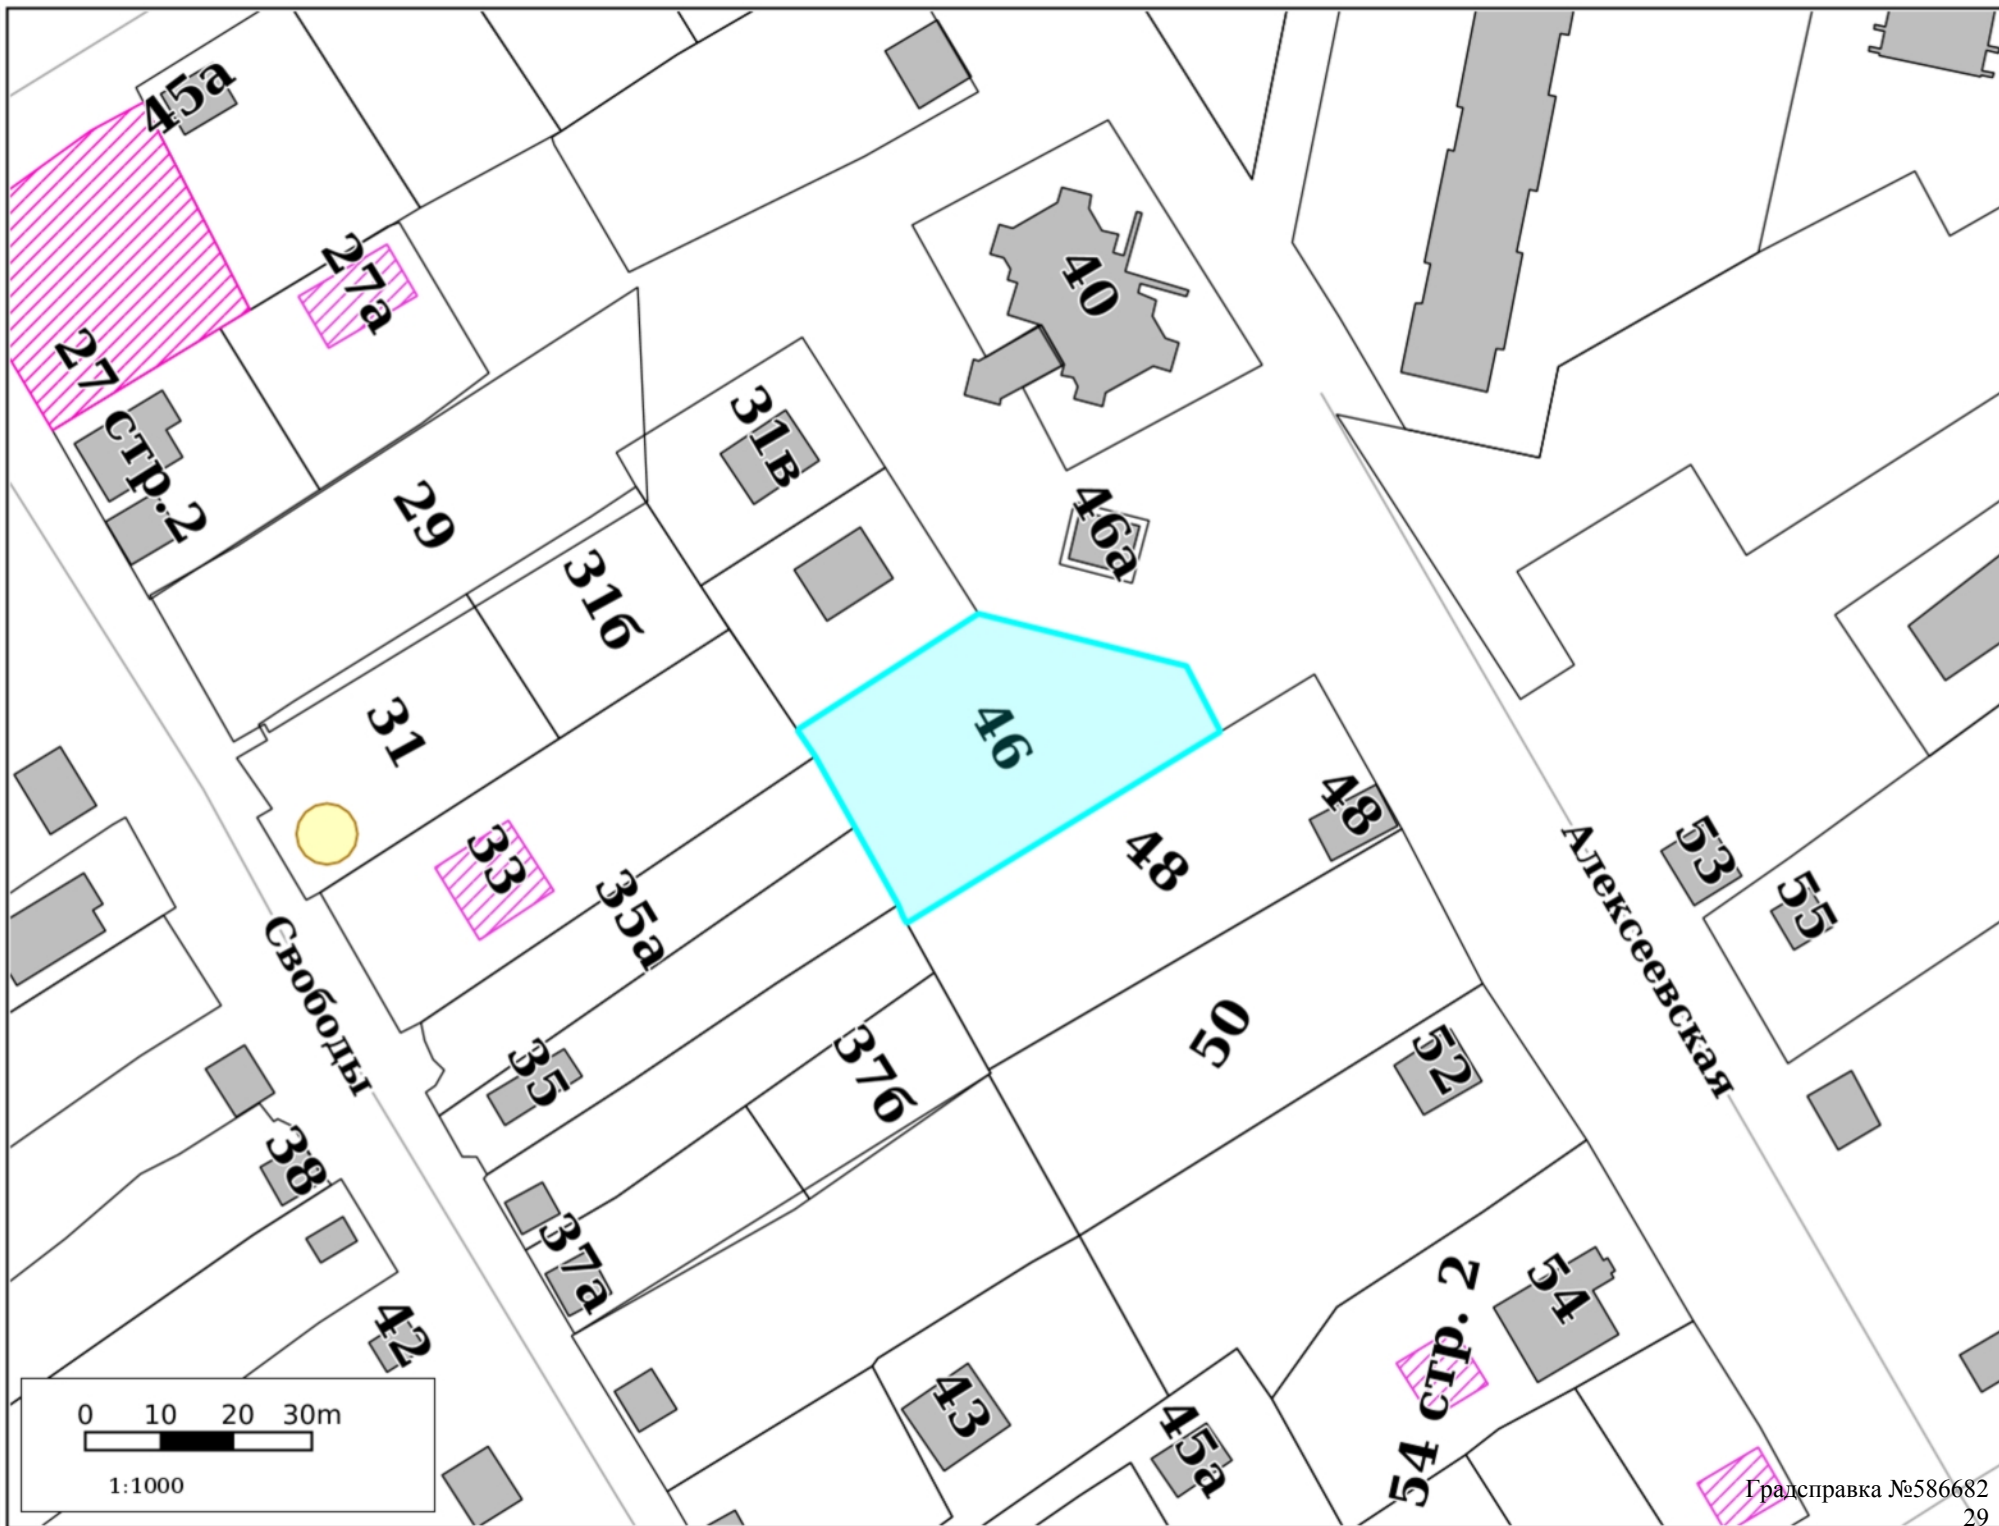 45а
27а
27
стр.2
29
31в
40
46а
31б
31
46
33
35а
48
48
53
55
Свободы
Алексеевская
35
37б
50
52
38
37а
42
54
54 стр. 2
43
45а
0 10 20 30m
1:1000
Градсправка №586682
29